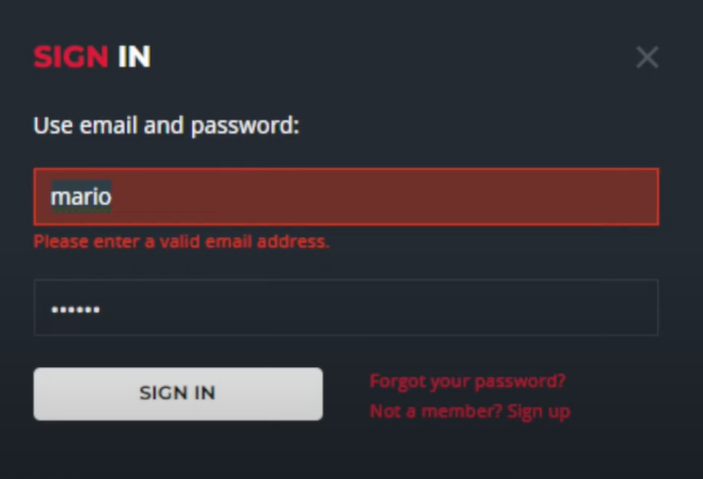 SIGN IN
Use email and password:
mario
Please enter a valid email address.
••••••
SIGN IN
Forgot your password?
Not a member? Sign up